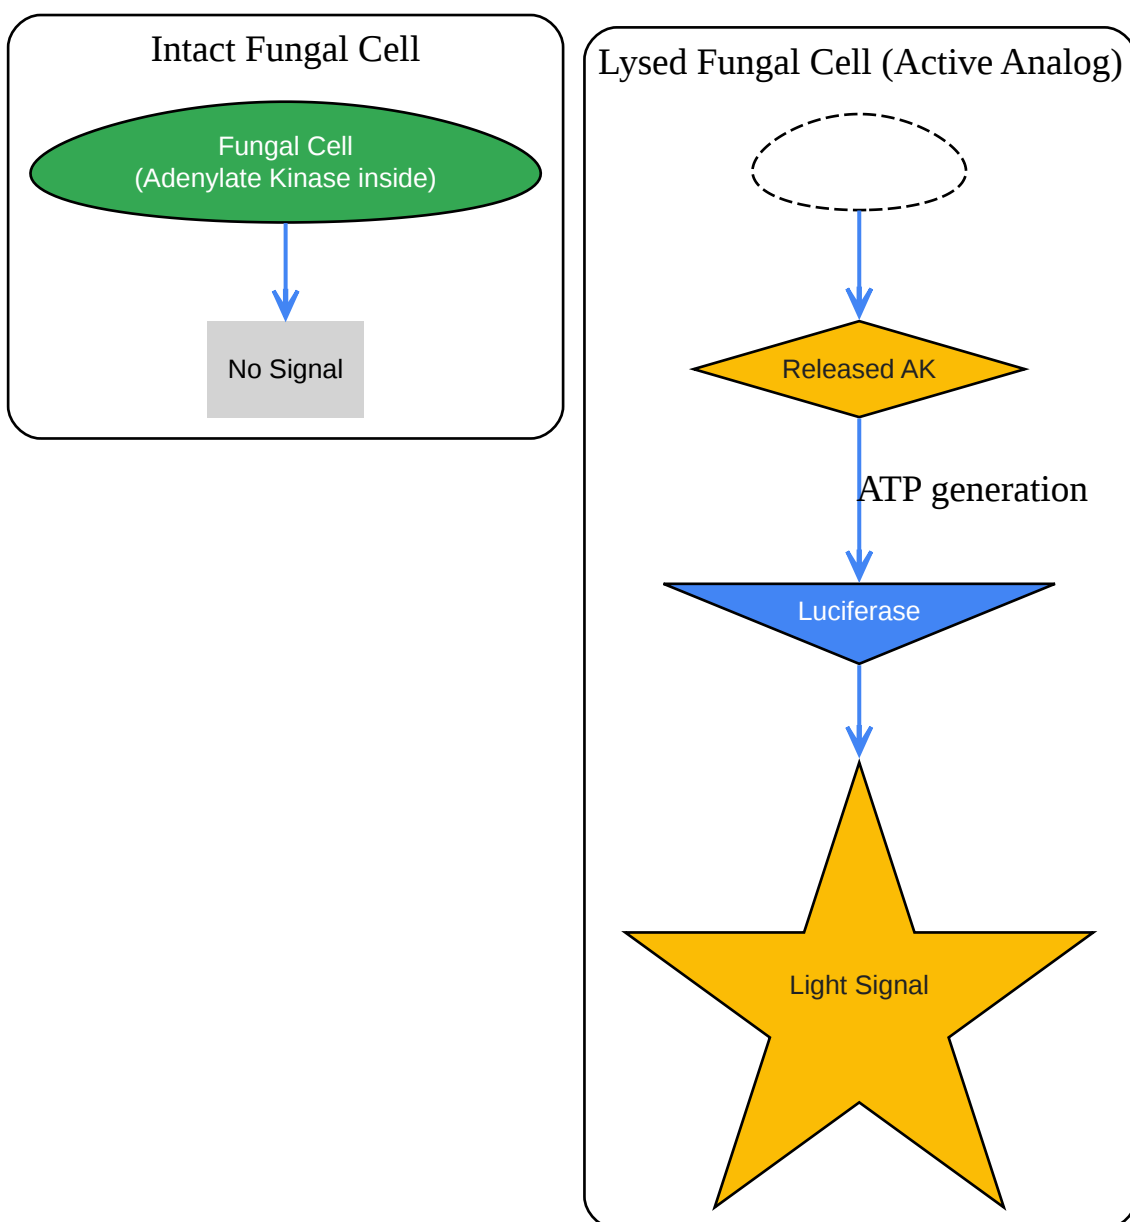 Intact Fungal Cell
Fungal Cell
(Adenylate Kinase inside)
No Signal
Lysed Fungal Cell (Active Analog)
Released AK
ATP generation
Luciferase
Light Signal